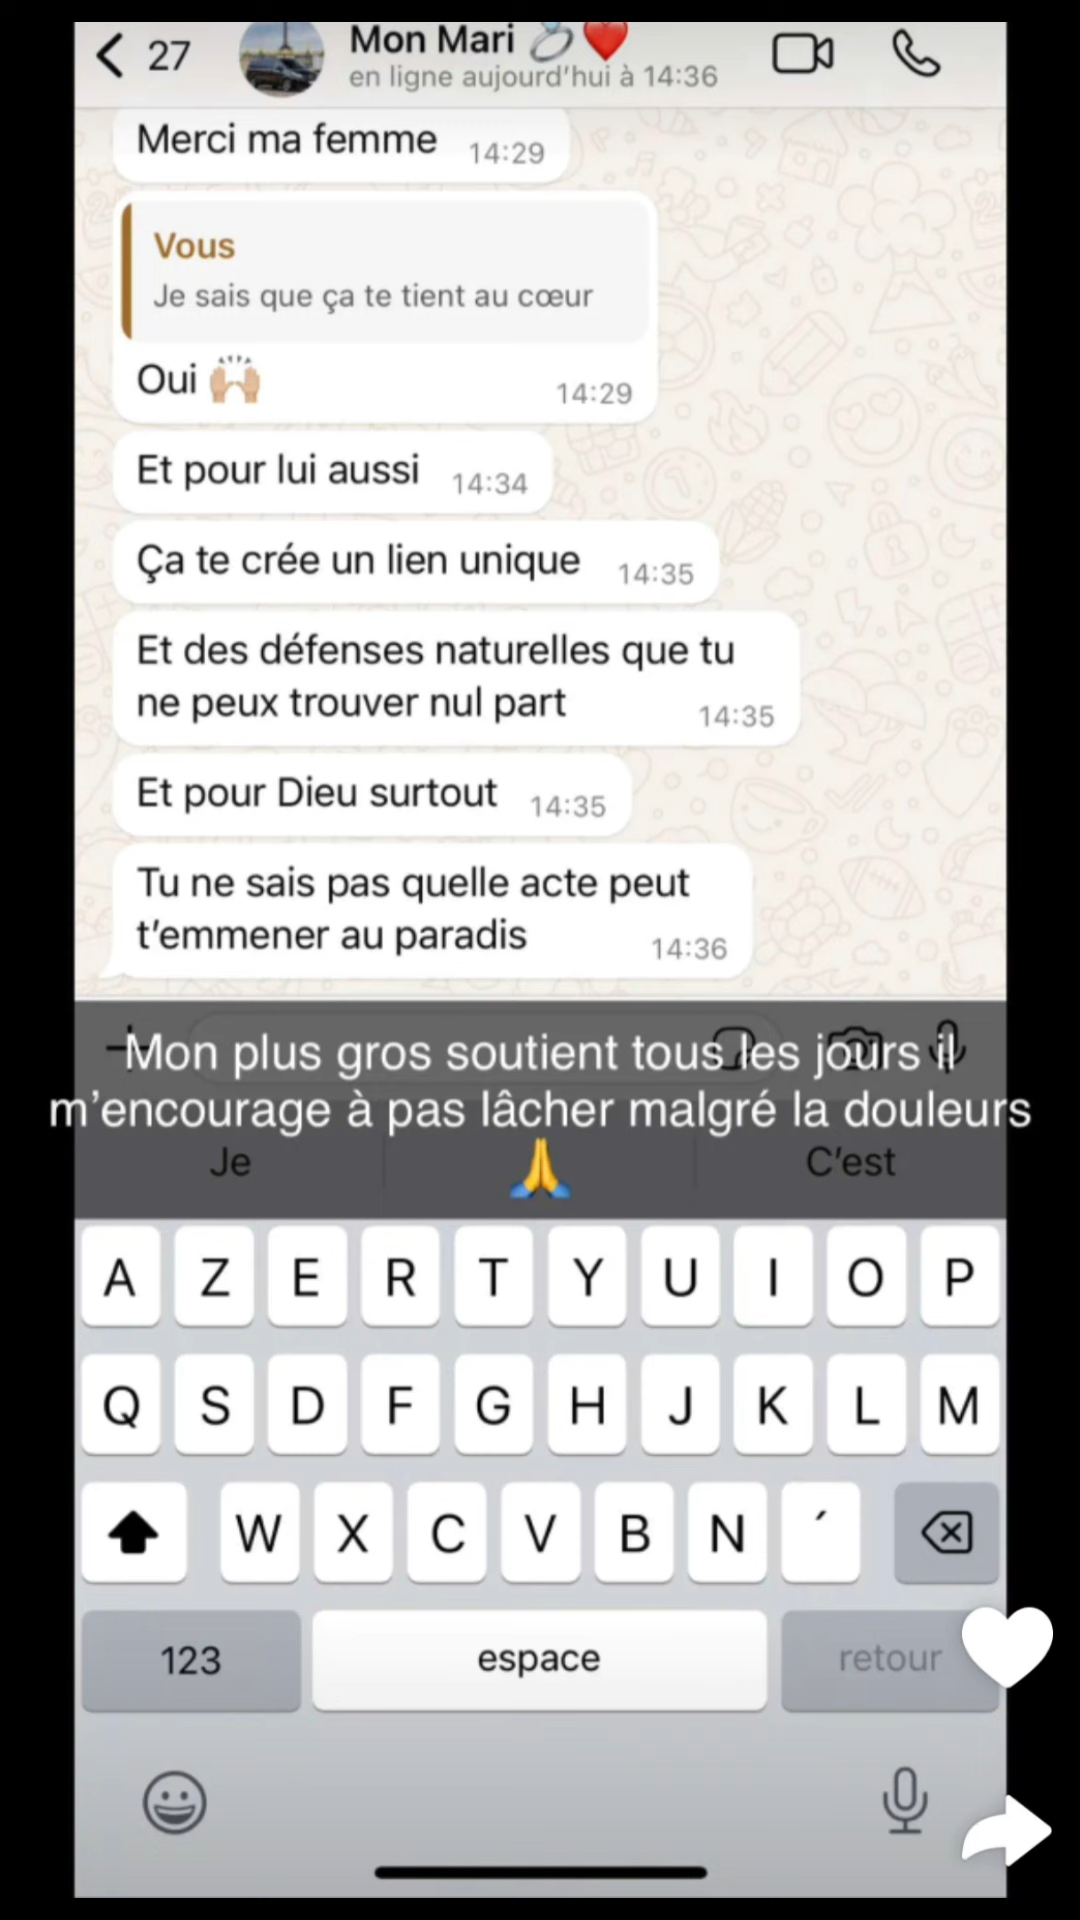 27
Mon Mari 💍❤️
en ligne aujourd'hui à 14:36
Merci ma femme 14:29
Vous
Je sais que ça te tient au cœur
Oui 🙌🏼 14:29
Et pour lui aussi 14:34
Ça te crée un lien unique 14:35
Et des défenses naturelles que tu
ne peux trouver nul part 14:35
Et pour Dieu surtout 14:35
Tu ne sais pas quelle acte peut
t'emmener au paradis 14:36
Mon plus gros soutient tous les jours il
m'encourage à pas lâcher malgré la douleurs
🙏
Je C'est
A Z E R T Y U I O P
Q S D F G H J K L M
W X C V B N ´
123 espace retour